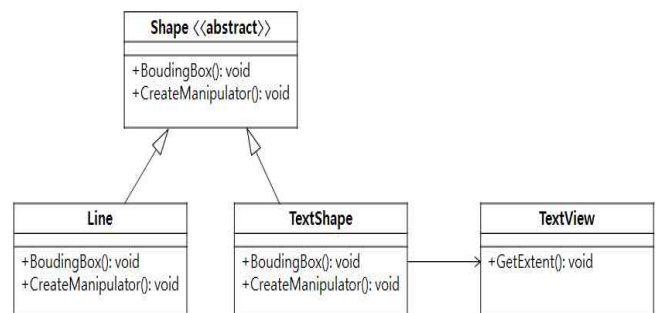 Shape 〈〈abstract〉〉
+BoudingBox(): void
+CreateManipulator(): void
Line
+BoudingBox(): void
+CreateManipulator(): void
TextShape
+BoudingBox(): void
+CreateManipulator(): void
TextView
+GetExtent(): void